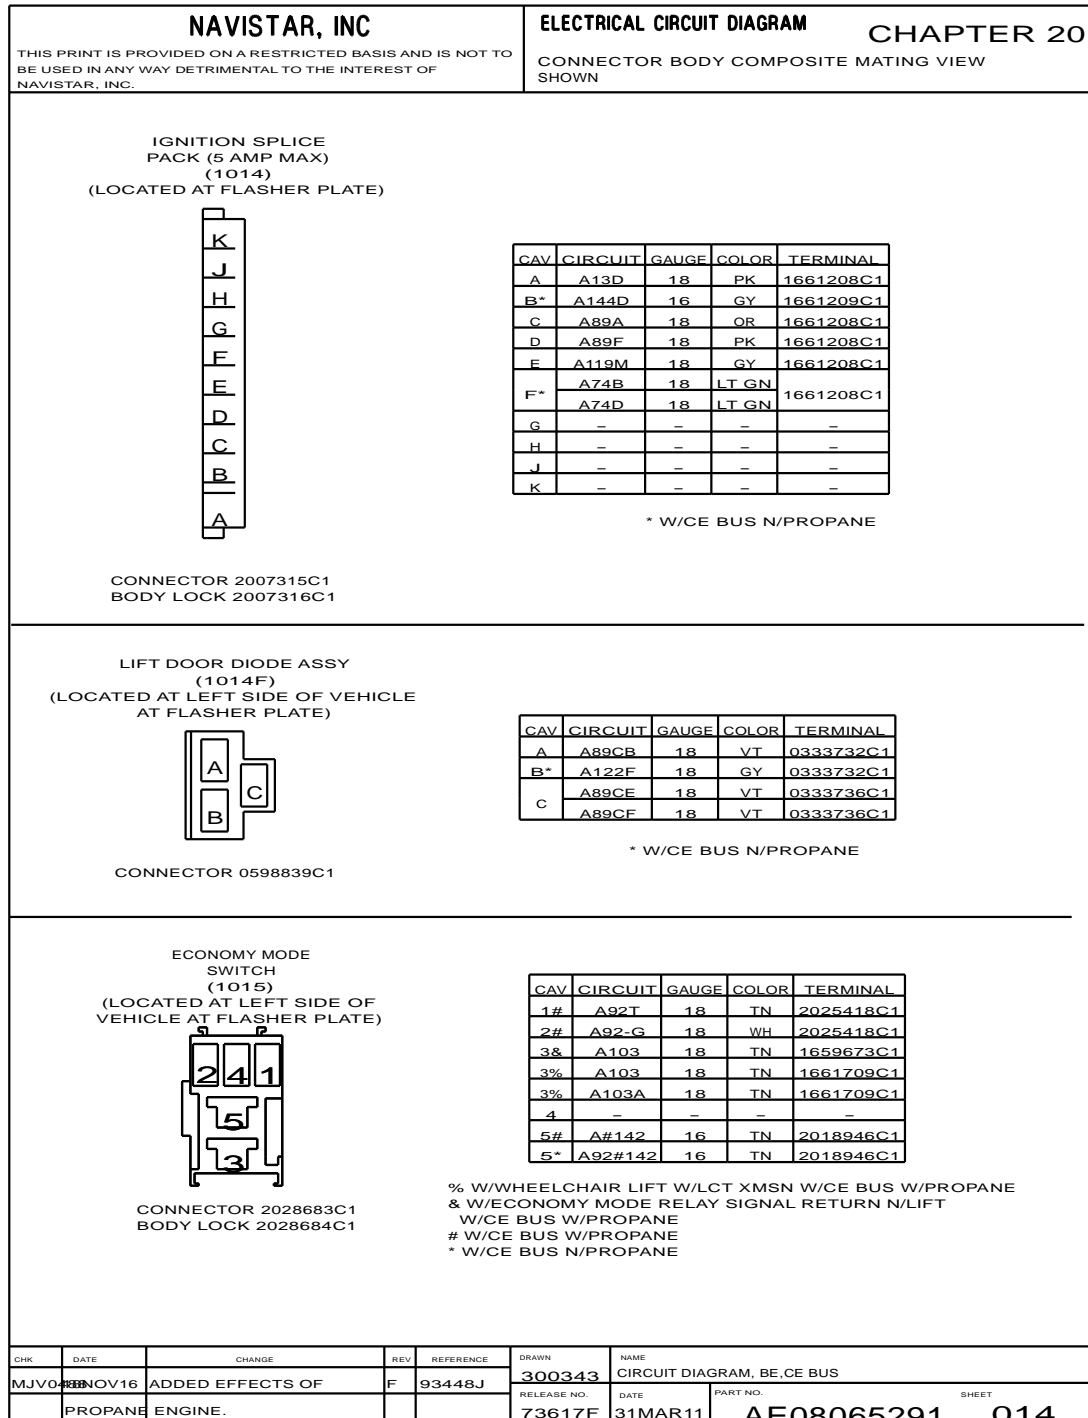 NAVISTAR, INC
THIS PRINT IS PROVIDED ON A RESTRICTED BASIS AND IS NOT TO
BE USED IN ANY WAY DETRIMENTAL TO THE INTEREST OF
NAVISTAR, INC.
ELECTRICAL CIRCUIT DIAGRAM
CHAPTER 20
CONNECTOR BODY COMPOSITE MATING VIEW
SHOWN
IGNITION SPLICE
PACK (5 AMP MAX)
(1014)
(LOCATED AT FLASHER PLATE)
K
J
H
G
F
E
D
C
B
A
CONNECTOR 2007315C1
BODY LOCK 2007316C1
CAV CIRCUIT GAUGE COLOR TERMINAL
A A13D 18 PK 1661208C1
B* A144D 16 GY 1661209C1
C A89A 18 OR 1661208C1
D A89F 18 PK 1661208C1
E A119M 18 GY 1661208C1
F* A74B 18 LT GN 1661208C1
A74D 18 LT GN
G – – – –
H – – – –
J – – – –
K – – – –
* W/CE BUS N/PROPANE
LIFT DOOR DIODE ASSY
(1014F)
(LOCATED AT LEFT SIDE OF VEHICLE
AT FLASHER PLATE)
A
C
B
CONNECTOR 0598839C1
CAV CIRCUIT GAUGE COLOR TERMINAL
A A89CB 18 VT 0333732C1
B* A122F 18 GY 0333732C1
C A89CE 18 VT 0333736C1
A89CF 18 VT 0333736C1
* W/CE BUS N/PROPANE
ECONOMY MODE
SWITCH
(1015)
(LOCATED AT LEFT SIDE OF
VEHICLE AT FLASHER PLATE)
2 4 1
5
3
CONNECTOR 2028683C1
BODY LOCK 2028684C1
CAV CIRCUIT GAUGE COLOR TERMINAL
1# A92T 18 TN 2025418C1
2# A92-G 18 WH 2025418C1
3& A103 18 TN 1659673C1
3% A103 18 TN 1661709C1
3% A103A 18 TN 1661709C1
4 – – – –
5# A#142 16 TN 2018946C1
5* A92#142 16 TN 2018946C1
% W/WHEELCHAIR LIFT W/LCT XMSN W/CE BUS W/PROPANE
& W/ECONOMY MODE RELAY SIGNAL RETURN N/LIFT
W/CE BUS W/PROPANE
# W/CE BUS W/PROPANE
* W/CE BUS N/PROPANE
CHK DATE CHANGE REV REFERENCE
ADDED EFFECTS OF F 93448J
PROPANE ENGINE.
DRAWN
300343
NAME
CIRCUIT DIAGRAM, BE,CE BUS
RELEASE NO.
73617F
DATE
31MAR11
PART NO.
AE08065291
SHEET
014